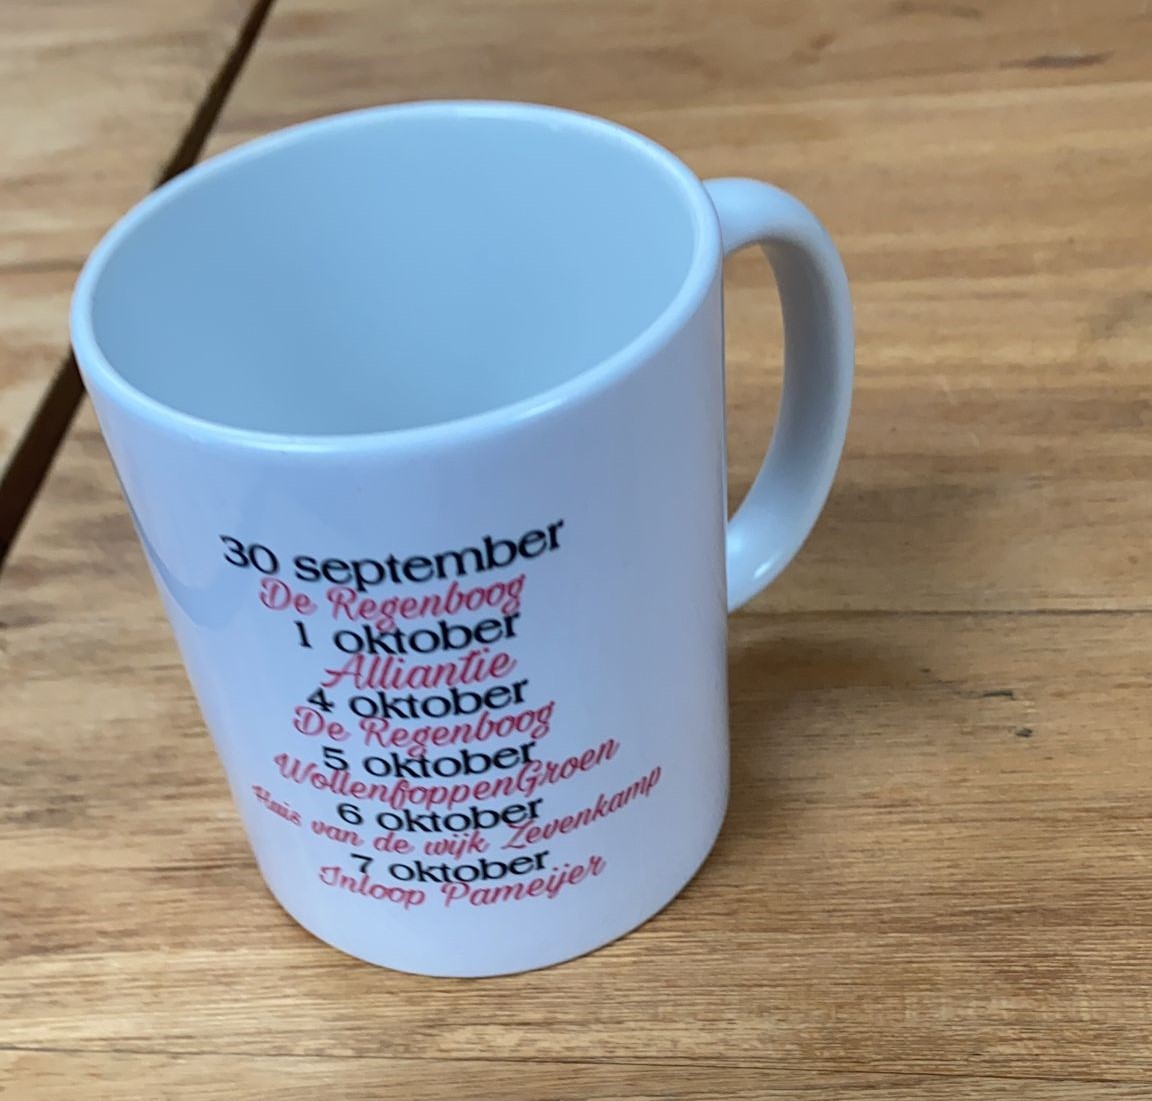 30 september
De Regenboog
1 oktober
Alliantie
4 oktober
De Regenboog
5 oktober
WollenfoppenGroen
6 oktober
Huis van de wijk Zevenkamp
7 oktober
Inloop Pameijer